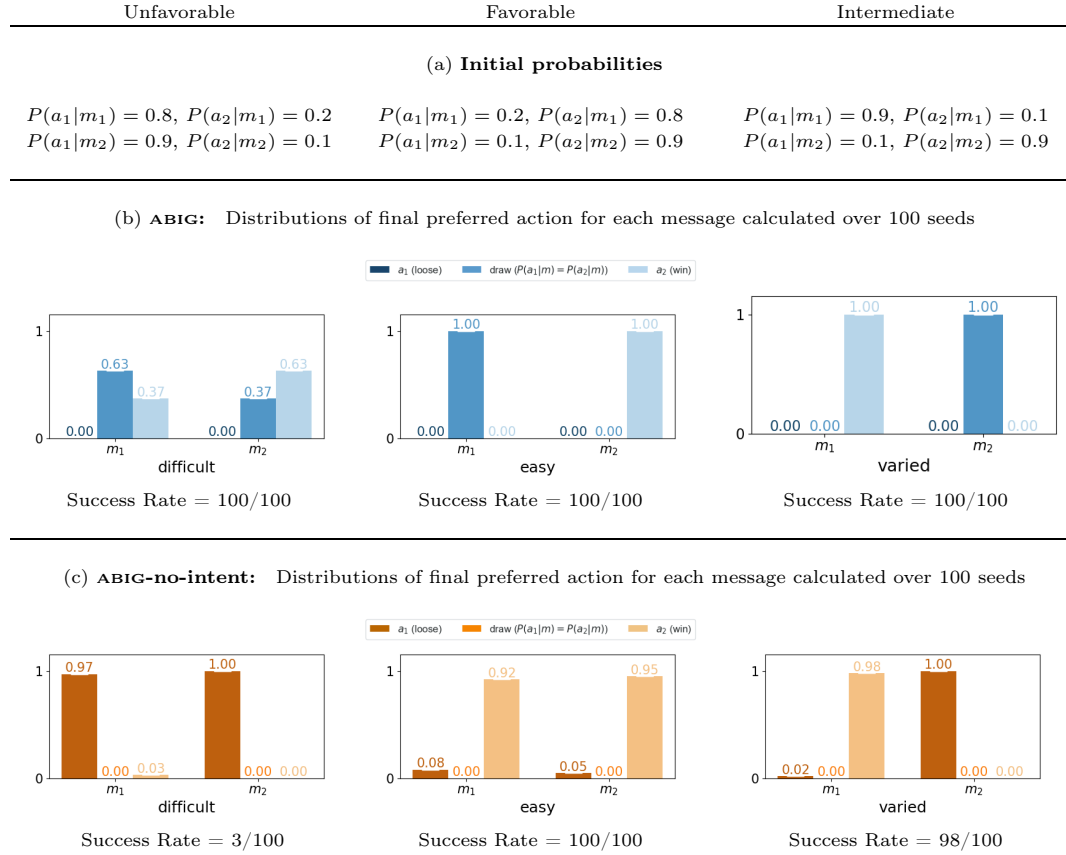 Unfavorable Favorable Intermediate
(a) Initial probabilities
P(a₁|m₁) = 0.8, P(a₂|m₁) = 0.2 P(a₁|m₁) = 0.2, P(a₂|m₁) = 0.8 P(a₁|m₁) = 0.9, P(a₂|m₁) = 0.1
P(a₁|m₂) = 0.9, P(a₂|m₂) = 0.1 P(a₁|m₂) = 0.1, P(a₂|m₂) = 0.9 P(a₁|m₂) = 0.1, P(a₂|m₂) = 0.9
(b) ABIG: Distributions of final preferred action for each message calculated over 100 seeds
a₁ (loose) draw (P(a₁|m) = P(a₂|m)) a₂ (win)
1
0
0.00 0.63 0.37 0.00 0.37 0.63
m₁ m₂
difficult
1
0
0.00 1.00 0.00 0.00 0.00 1.00
m₁ m₂
easy
1
0
0.00 0.00 1.00 0.00 1.00 0.00
m₁ m₂
varied
Success Rate = 100/100 Success Rate = 100/100 Success Rate = 100/100
(c) ABIG-no-intent: Distributions of final preferred action for each message calculated over 100 seeds
a₁ (loose) draw (P(a₁|m) = P(a₂|m)) a₂ (win)
1
0
0.97 0.00 0.03 1.00 0.00 0.00
m₁ m₂
difficult
1
0
0.08 0.00 0.92 0.05 0.00 0.95
m₁ m₂
easy
1
0
0.02 0.00 0.98 1.00 0.00 0.00
m₁ m₂
varied
Success Rate = 3/100 Success Rate = 100/100 Success Rate = 98/100